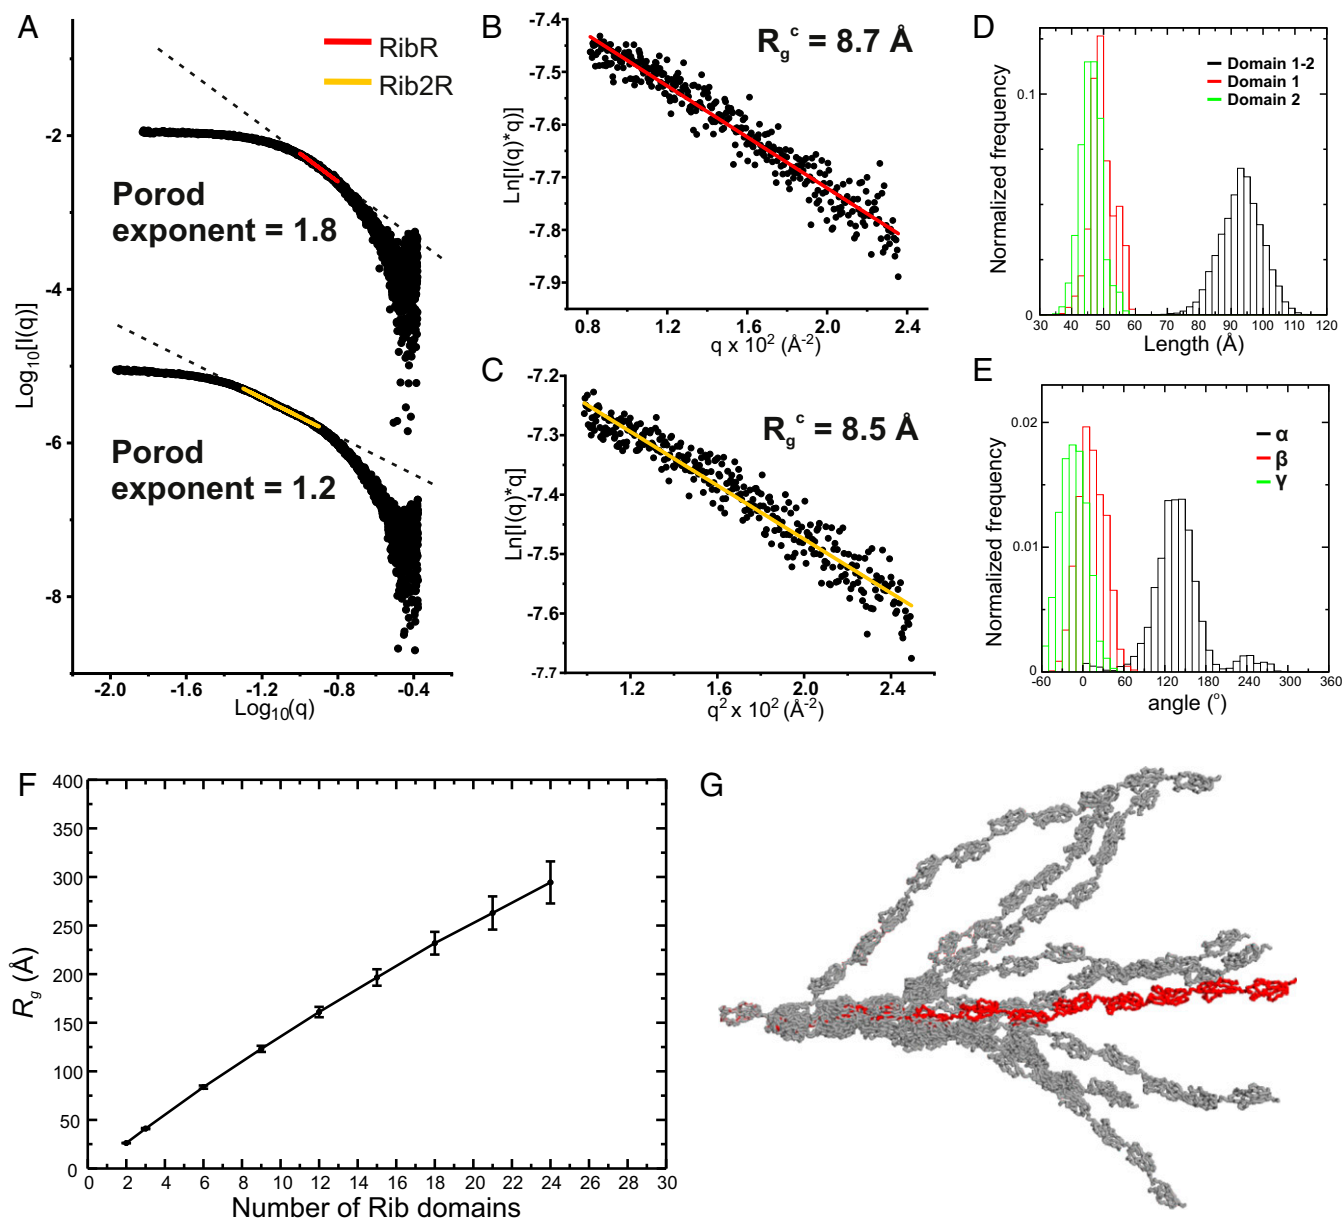 A
RibR
Rib2R
Log₁₀[I(q)]
-2
-4
-6
-8
Porod
exponent = 1.8
Porod
exponent = 1.2
-2.0 -1.6 -1.2 -0.8 -0.4
Log₁₀(q)
B
Rgᶜ = 8.7 Å
Ln[I(q)*q)
-7.4
-7.5
-7.6
-7.7
-7.8
-7.9
0.8 1.2 1.6 2.0 2.4
q x 10² (Å⁻²)
C
Rgᶜ = 8.5 Å
Ln[I(q)*q]
-7.2
-7.3
-7.4
-7.5
-7.6
-7.7
1.2 1.6 2.0 2.4
q² x 10² (Å⁻²)
D
Domain 1-2
Domain 1
Domain 2
Normalized frequency
0.1
0
30 40 50 60 70 80 90 100 110 120
Length (Å)
E
α
β
γ
Normalized frequency
0.02
0.01
0
-60 0 60 120 180 240 300 360
angle (°)
F
Rg (Å)
400
350
300
250
200
150
100
50
0
0 2 4 6 8 10 12 14 16 18 20 22 24 26 28 30
Number of Rib domains
G